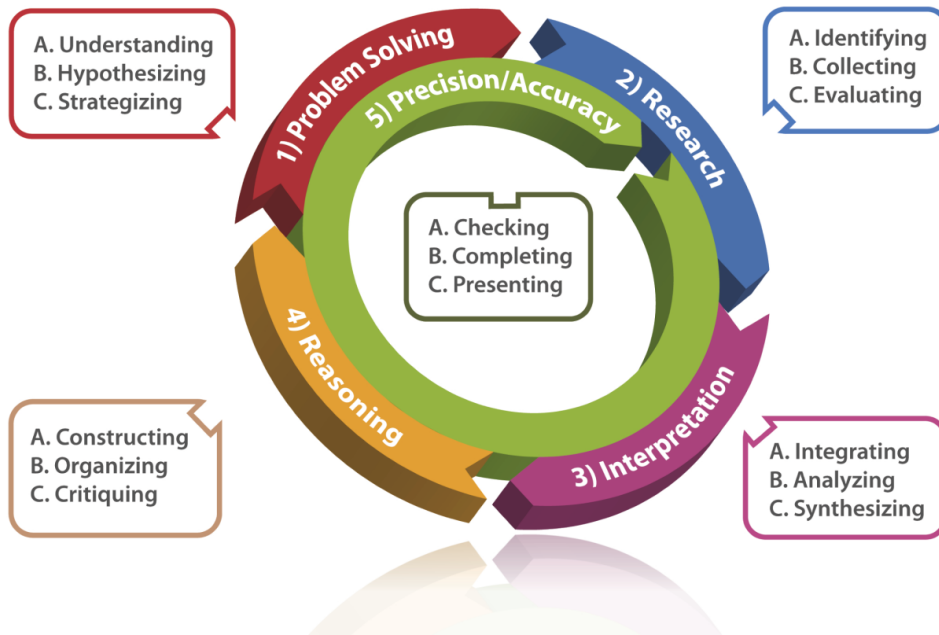 1) Problem Solving
A. Understanding
B. Hypothesizing
C. Strategizing
2) Research
A. Identifying
B. Collecting
C. Evaluating
3) Interpretation
A. Integrating
B. Analyzing
C. Synthesizing
4) Reasoning
A. Constructing
B. Organizing
C. Critiquing
5) Precision/Accuracy
A. Checking
B. Completing
C. Presenting